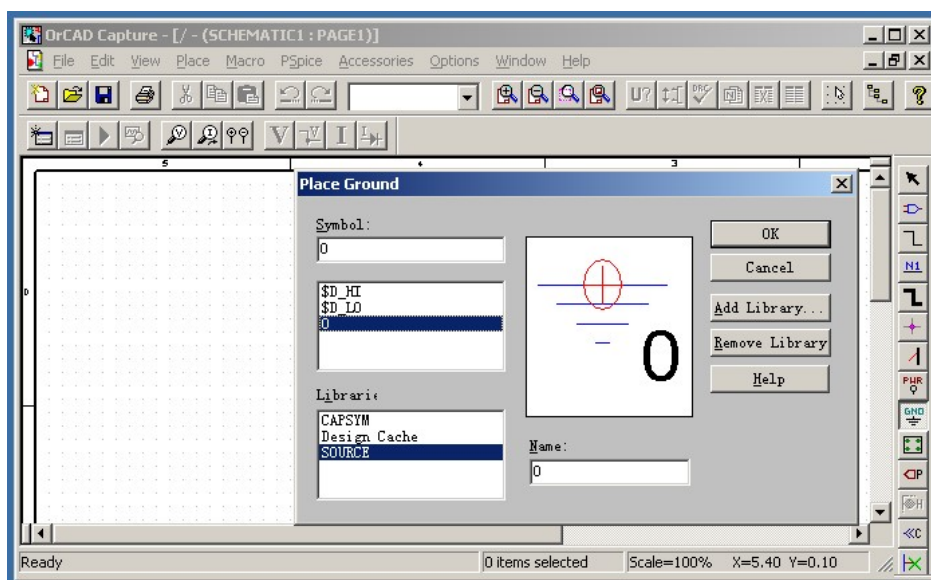 OrCAD Capture - [/ - (SCHEMATIC1 : PAGE1)]
File Edit View Place Macro PSpice Accessories Options Window Help
U? DRC
V I V V I I
5 4 3
D
Place Ground
Symbol:
0
$D_HI
$D_LO
0
Librarie
CAPSYM
Design Cache
SOURCE
0
Name:
0
OK
Cancel
Add Library...
Remove Library
Help
N1
PWR
GND
P
H
C
Ready 0 items selected Scale=100% X=5.40 Y=0.10